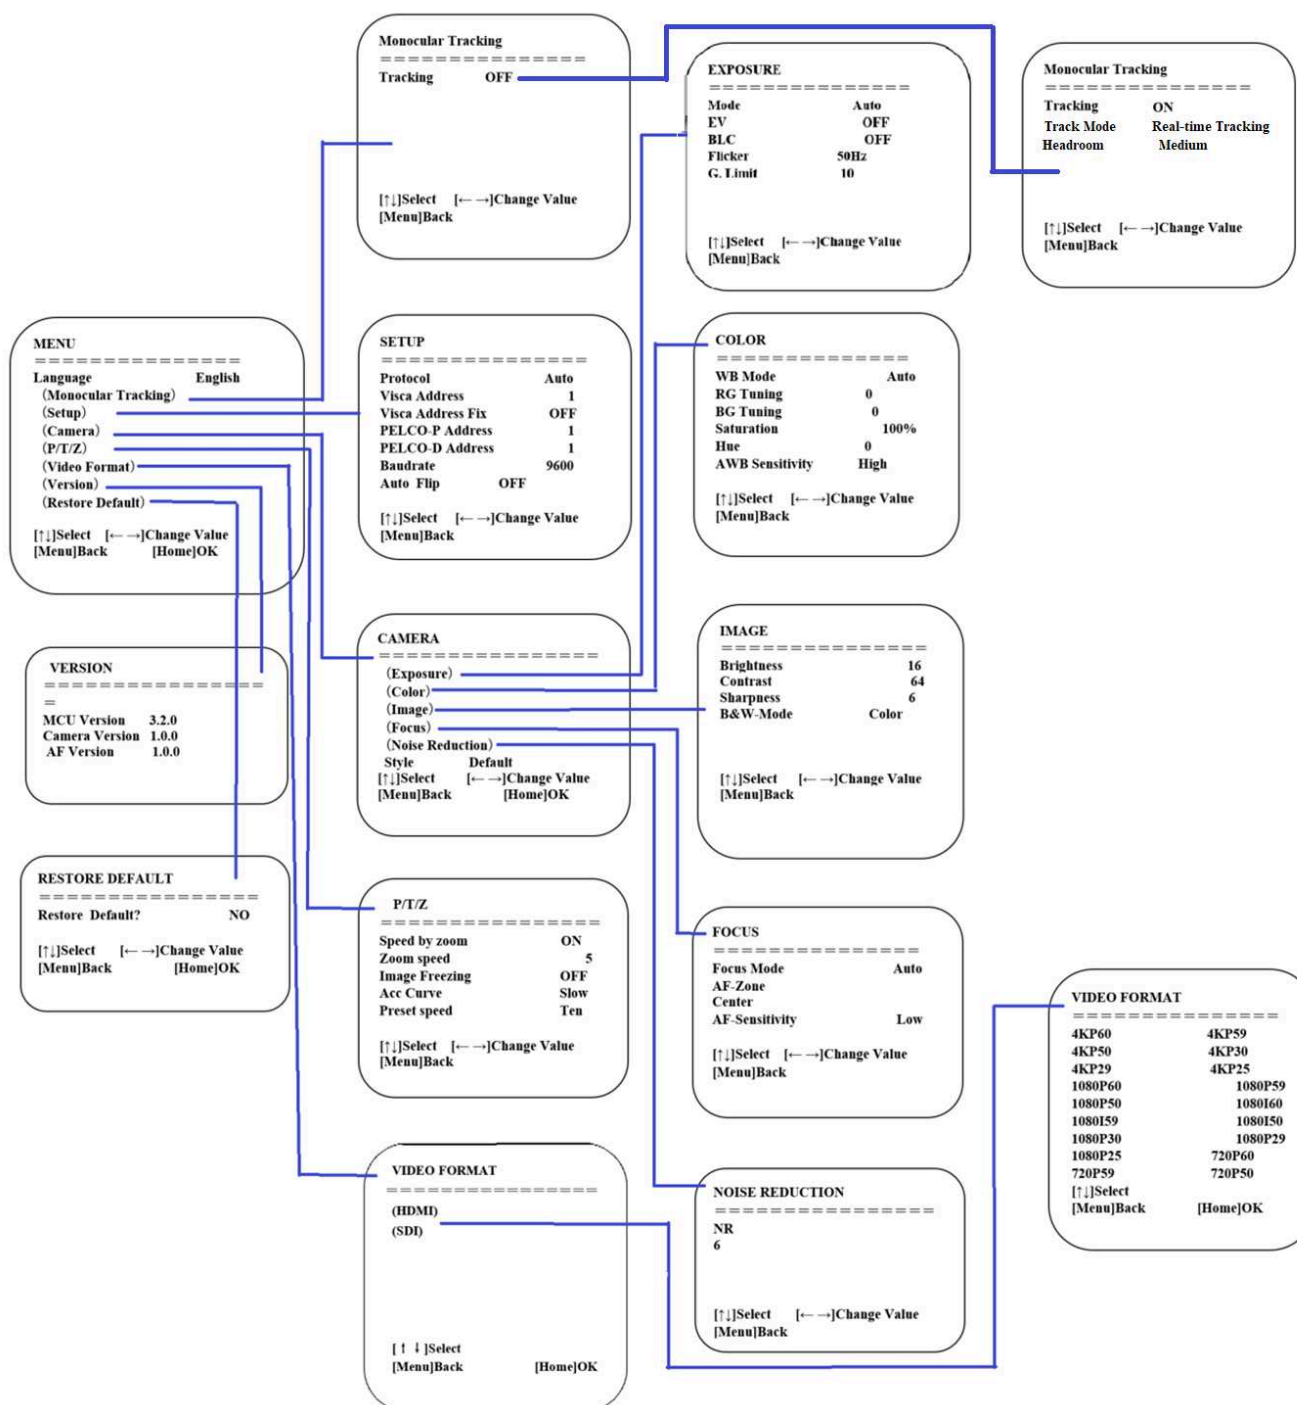 Monocular Tracking
===============
Tracking OFF
[↑↓]Select [←→]Change Value
[Menu]Back
EXPOSURE
===============
Mode Auto
EV OFF
BLC OFF
Flicker 50Hz
G. Limit 10
[↑↓]Select [←→]Change Value
[Menu]Back
Monocular Tracking
===============
Tracking ON
Track Mode Real-time Tracking
Headroom Medium
[↑↓]Select [←→]Change Value
[Menu]Back
MENU
===============
Language English
(Monocular Tracking)
(Setup)
(Camera)
(P/T/Z)
(Video Format)
(Version)
(Restore Default)
[↑↓]Select [←→]Change Value
[Menu]Back [Home]OK
SETUP
===============
Protocol Auto
Visca Address 1
Visca Address Fix OFF
PELCO-P Address 1
PELCO-D Address 1
Baudrate 9600
Auto Flip OFF
[↑↓]Select [←→]Change Value
[Menu]Back
COLOR
==============
WB Mode Auto
RG Tuning 0
BG Tuning 0
Saturation 100%
Hue 0
AWB Sensitivity High
[↑↓]Select [←→]Change Value
[Menu]Back
VERSION
================
=
MCU Version 3.2.0
Camera Version 1.0.0
AF Version 1.0.0
CAMERA
================
(Exposure)
(Color)
(Image)
(Focus)
(Noise Reduction)
Style Default
[↑↓]Select [←→]Change Value
[Menu]Back [Home]OK
IMAGE
===============
Brightness 16
Contrast 64
Sharpness 6
B&W-Mode Color
[↑↓]Select [←→]Change Value
[Menu]Back
RESTORE DEFAULT
================
Restore Default? NO
[↑↓]Select [←→]Change Value
[Menu]Back [Home]OK
P/T/Z
================
Speed by zoom ON
Zoom speed 5
Image Freezing OFF
Acc Curve Slow
Preset speed Ten
[↑↓]Select [←→]Change Value
[Menu]Back
FOCUS
===============
Focus Mode Auto
AF-Zone
Center
AF-Sensitivity Low
[↑↓]Select [←→]Change Value
[Menu]Back
VIDEO FORMAT
===============
4KP60 4KP59
4KP50 4KP30
4KP29 4KP25
1080P60 1080P59
1080P50 1080I60
1080I59 1080I50
1080P30 1080P29
1080P25 720P60
720P59 720P50
[↑↓]Select
[Menu]Back [Home]OK
VIDEO FORMAT
===============
(HDMI)
(SDI)
[↑↓]Select
[Menu]Back [Home]OK
NOISE REDUCTION
================
NR
6
[↑↓]Select [←→]Change Value
[Menu]Back